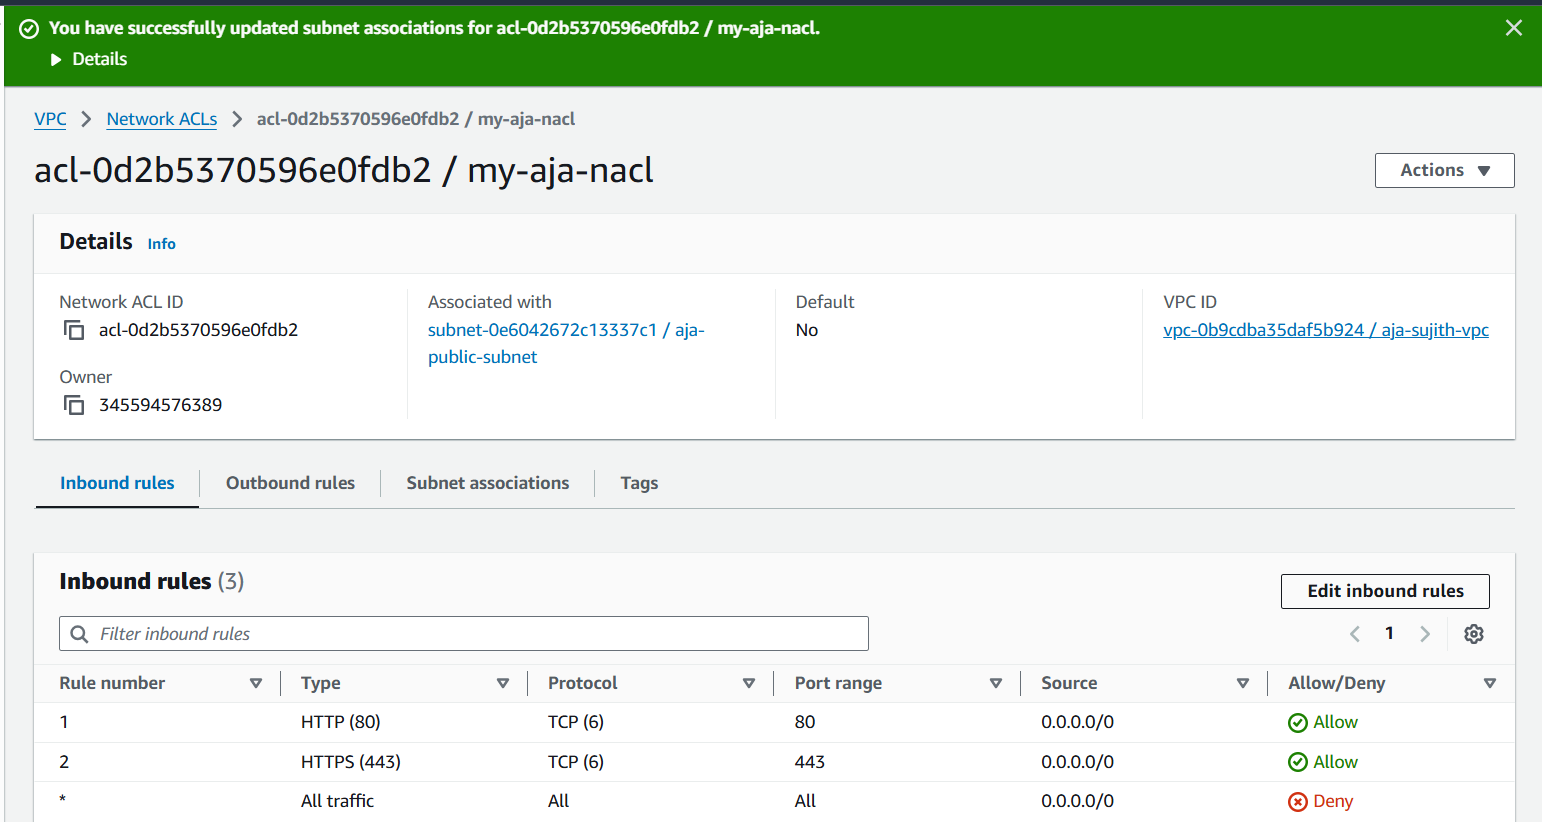 You have successfully updated subnet associations for acl-0d2b5370596e0fdb2 / my-aja-nacl.
Details
VPC > Network ACLs > acl-0d2b5370596e0fdb2 / my-aja-nacl
acl-0d2b5370596e0fdb2 / my-aja-nacl
Actions
Details Info
Network ACL ID
acl-0d2b5370596e0fdb2
Owner
345594576389
Associated with
subnet-0e6042672c13337c1 / aja-
public-subnet
Default
No
VPC ID
vpc-0b9cdba35daf5b924 / aja-sujith-vpc
Inbound rules Outbound rules Subnet associations Tags
Inbound rules (3)
Edit inbound rules
Filter inbound rules
1
Rule number Type Protocol Port range Source Allow/Deny
1 HTTP (80) TCP (6) 80 0.0.0.0/0 Allow
2 HTTPS (443) TCP (6) 443 0.0.0.0/0 Allow
* All traffic All All 0.0.0.0/0 Deny